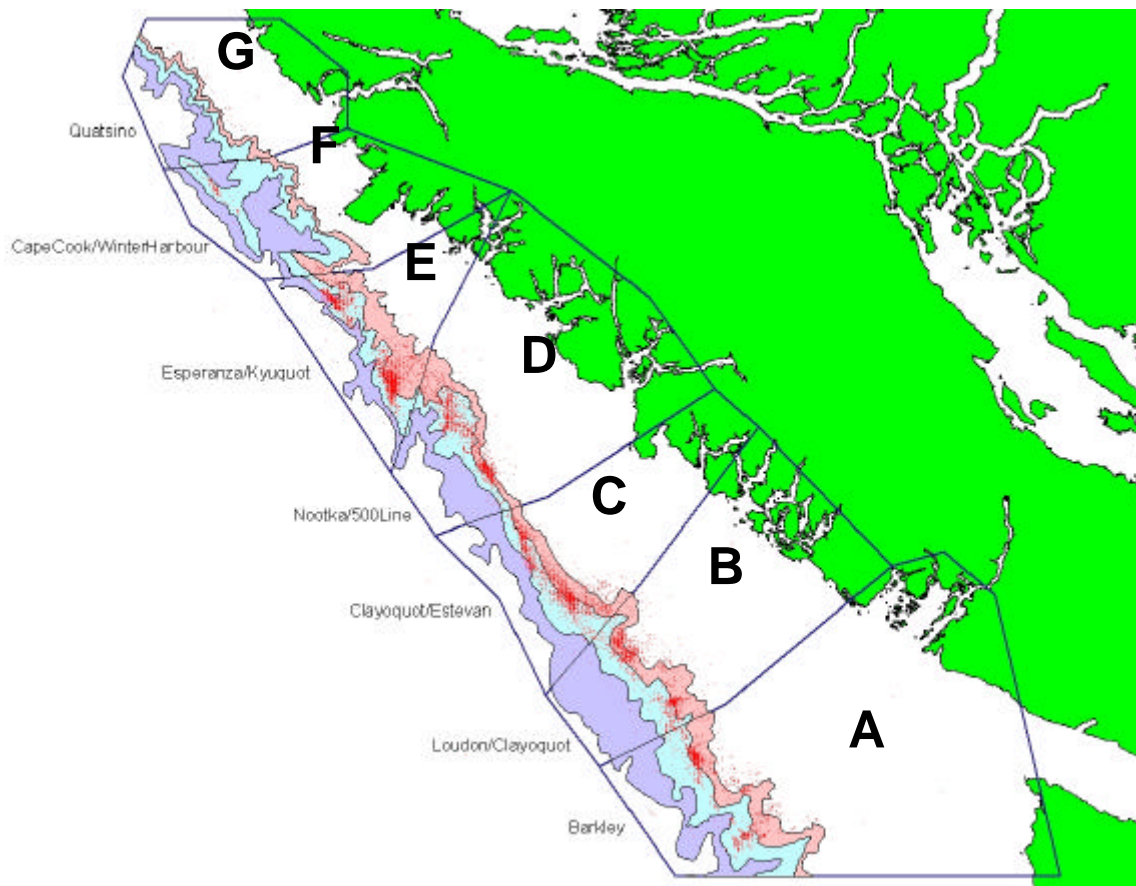 G
Quatsino
F
CapeCook/WinterHarbour
E
D
Esperanza/Kyuquot
C
Nootka/500Line
B
Clayoquot/Estevan
A
Loudon/Clayoquot
Barkley